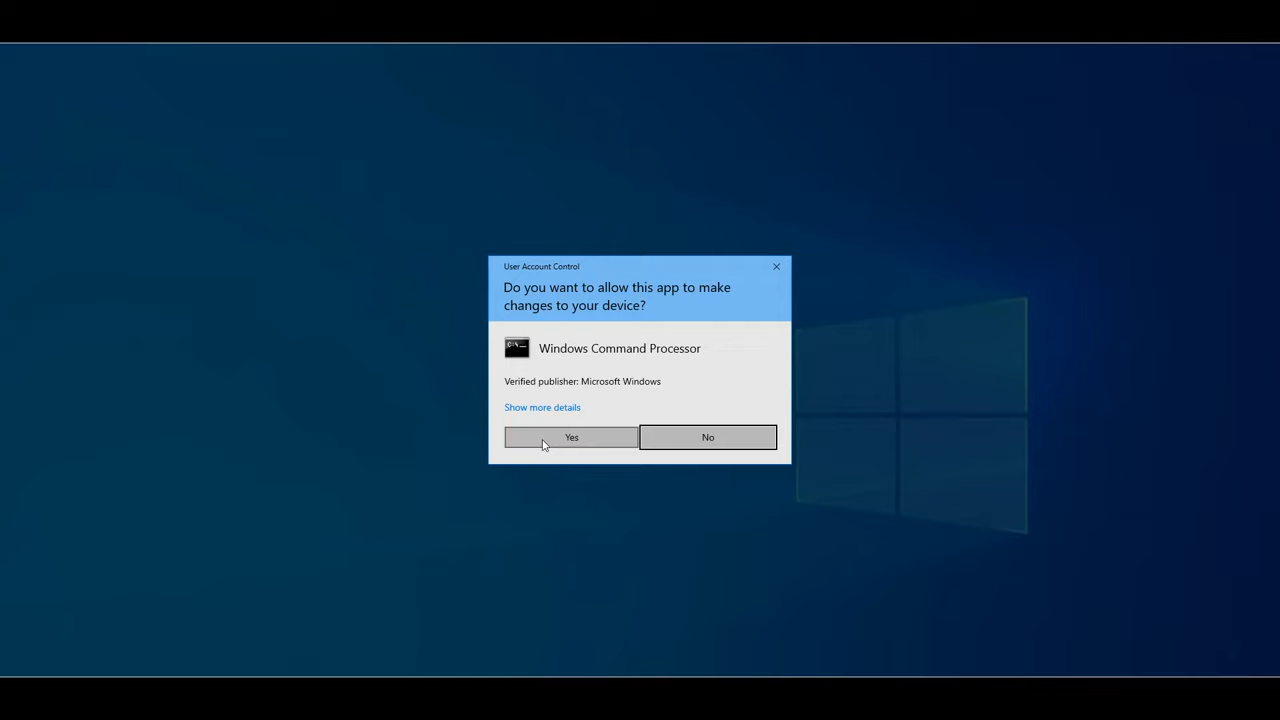 User Account Control
Do you want to allow this app to make
changes to your device?
Windows Command Processor
Verified publisher: Microsoft Windows
Show more details
Yes
No